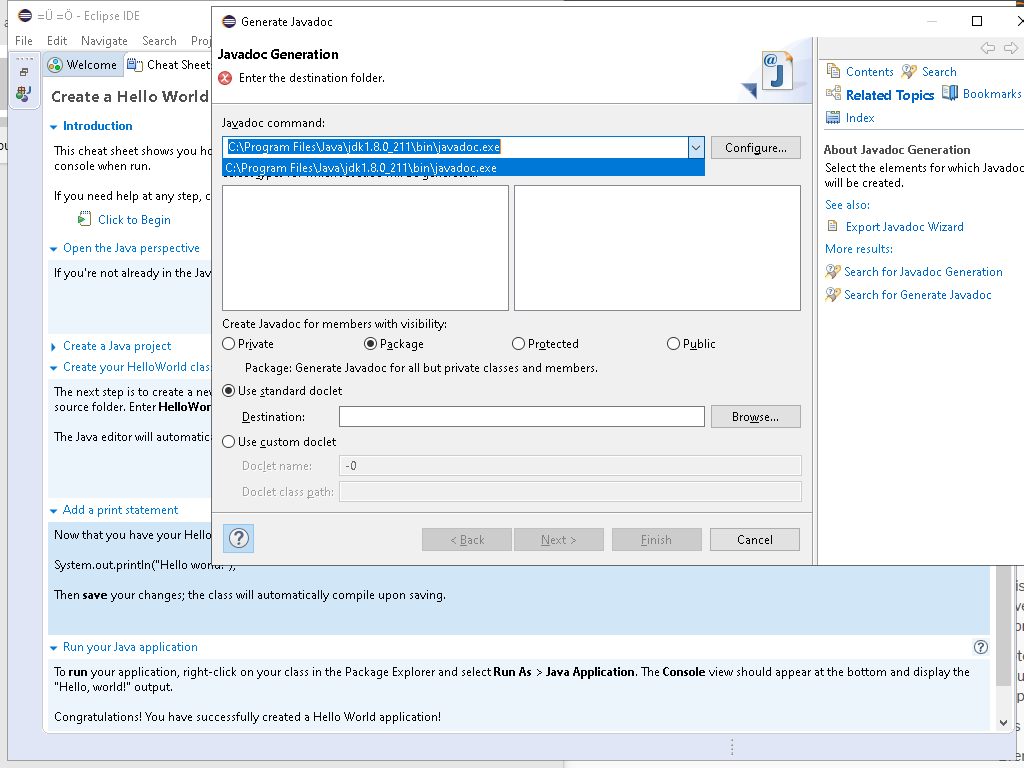 =Ü =Ö - Eclipse IDE
File Edit Navigate Search
Welcome
Cheat Sheet
Create a Hello World
Introduction
This cheat sheet shows you
console when run.
If you need help at any step,
Click to Begin
Open the Java perspective
If you're not already in the
Create a Java project
Create your HelloWorld
The next step is to create a
source folder. Enter
The Java editor will
Add a print statement
Now that you have your Hello
System.out.println("Hello world!");
Then save your changes; the class will automatically compile upon saving.
Run your Java application
To run your application, right-click on your class in the Package Explorer and select Run As > Java Application. The Console view should appear at the bottom and display the
"Hello, world!" output.
Congratulations! You have successfully created a Hello World application!
Generate Javadoc
Javadoc Generation
Enter the destination folder.
Javadoc command:
C:\Program Files\Java\jdk1.8.0_211\bin\javadoc.exe
Configure...
C:\Program Files\Java\jdk1.8.0_211\bin\javadoc.exe
Create Javadoc for members with visibility:
Private Package Protected Public
Package: Generate Javadoc for all but private classes and members.
Use standard doclet
Destination:
Browse...
Use custom doclet
Doclet name:
-0
Doclet class path:
? < Back Next > Finish Cancel
Contents Search
Related Topics Bookmarks
Index
About Javadoc Generation
Select the elements for which Javadoc
will be created.
See also:
Export Javadoc Wizard
More results:
Search for Javadoc Generation
Search for Generate Javadoc